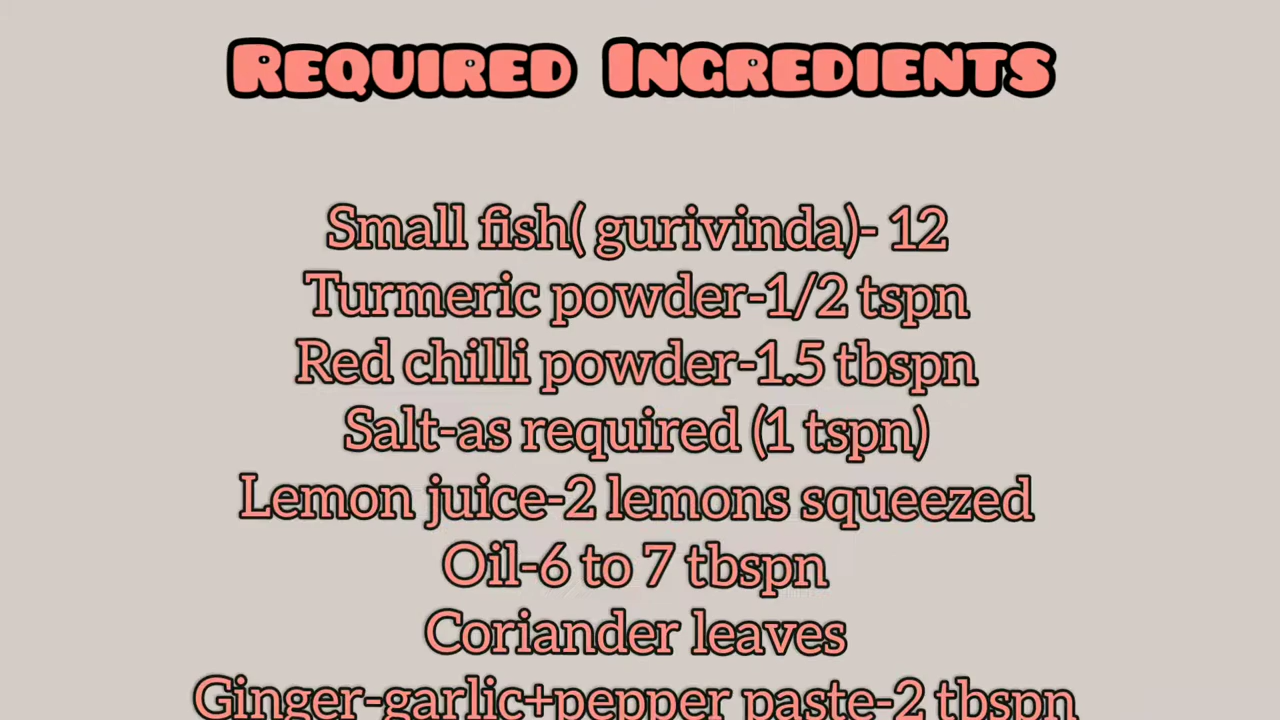 Required Ingredients
Small fish( gurivinda)- 12
Turmeric powder-1/2 tspn
Red chilli powder-1.5 tbspn
Salt-as required (1 tspn)
Lemon juice-2 lemons squeezed
Oil-6 to 7 tbspn
Coriander leaves
Ginger-garlic+pepper paste-2 tbspn